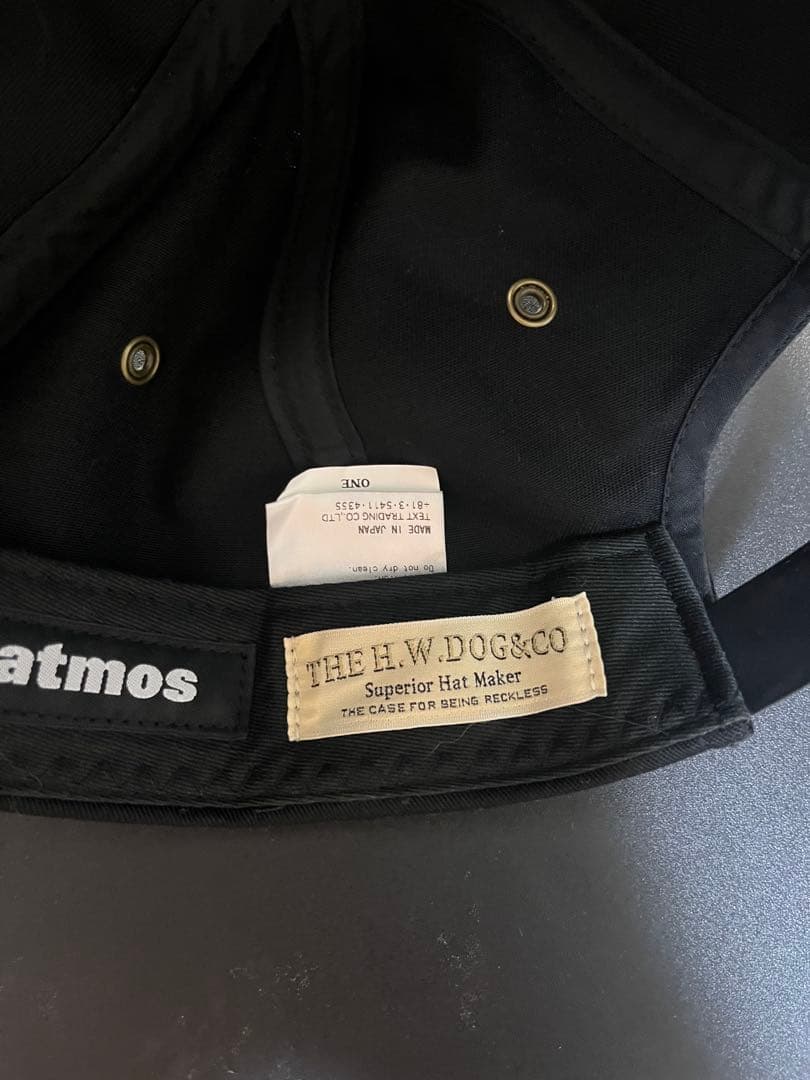 ONE
+81·3·5411·4355
TEXT TRADING CO.,LTD
MADE IN JAPAN
Do not dry clean.
atmos
THE H.W.DOG&CO
Superior Hat Maker
THE CASE FOR BEING RECKLESS